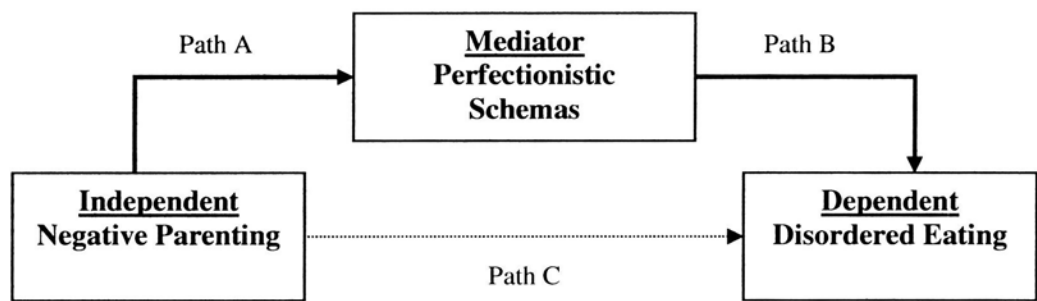 Path A
Mediator
Perfectionistic
Schemas
Path B
Independent
Negative Parenting
Dependent
Disordered Eating
Path C